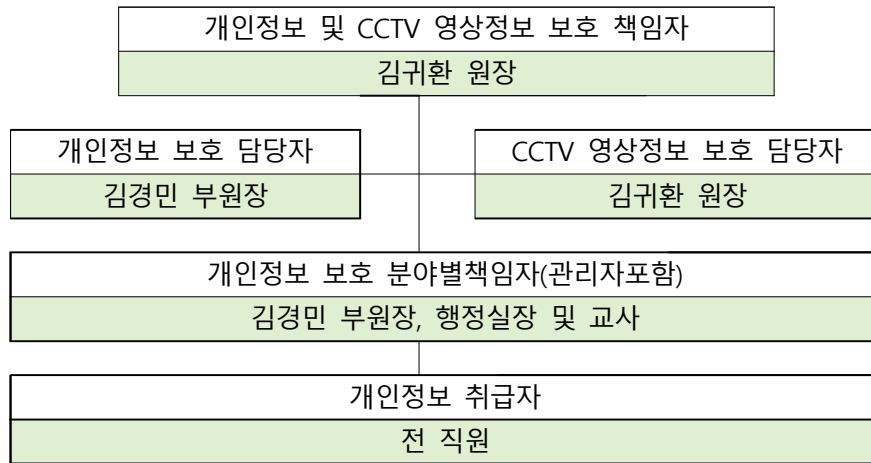 개인정보 및 CCTV 영상정보 보호 책임자
김귀환 원장
개인정보 보호 담당자
김경민 부원장
CCTV 영상정보 보호 담당자
김귀환 원장
개인정보 보호 분야별책임자(관리자포함)
김경민 부원장, 행정실장 및 교사
개인정보 취급자
전 직원